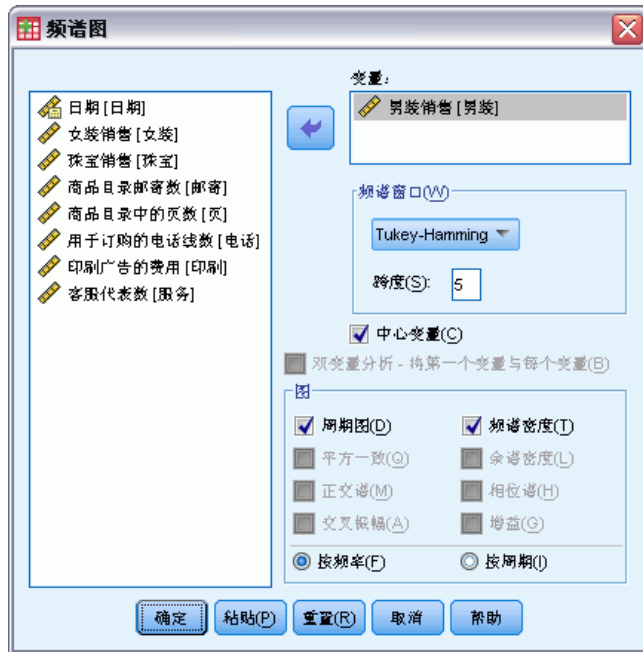 频谱图
日期 [日期]
女装销售 [女装]
珠宝销售 [珠宝]
商品目录邮寄数 [邮寄]
商品目录中的页数 [页]
用于订购的电话线数 [电话]
印刷广告的费用 [印刷]
客服代表数 [服务]
变量:
男装销售 [男装]
频谱窗口(W)
Tukey-Hamming
跨度(S): 5
中心变量(C)
双变量分析 - 将第一个变量与每个变量(B)
图
周期图(D) 频谱密度(T)
平方一致(Q) 余谱密度(L)
正交谱(M) 相位谱(H)
交叉振幅(A) 增益(G)
按频率(F) 按周期(I)
确定 粘贴(P) 重置(R) 取消 帮助